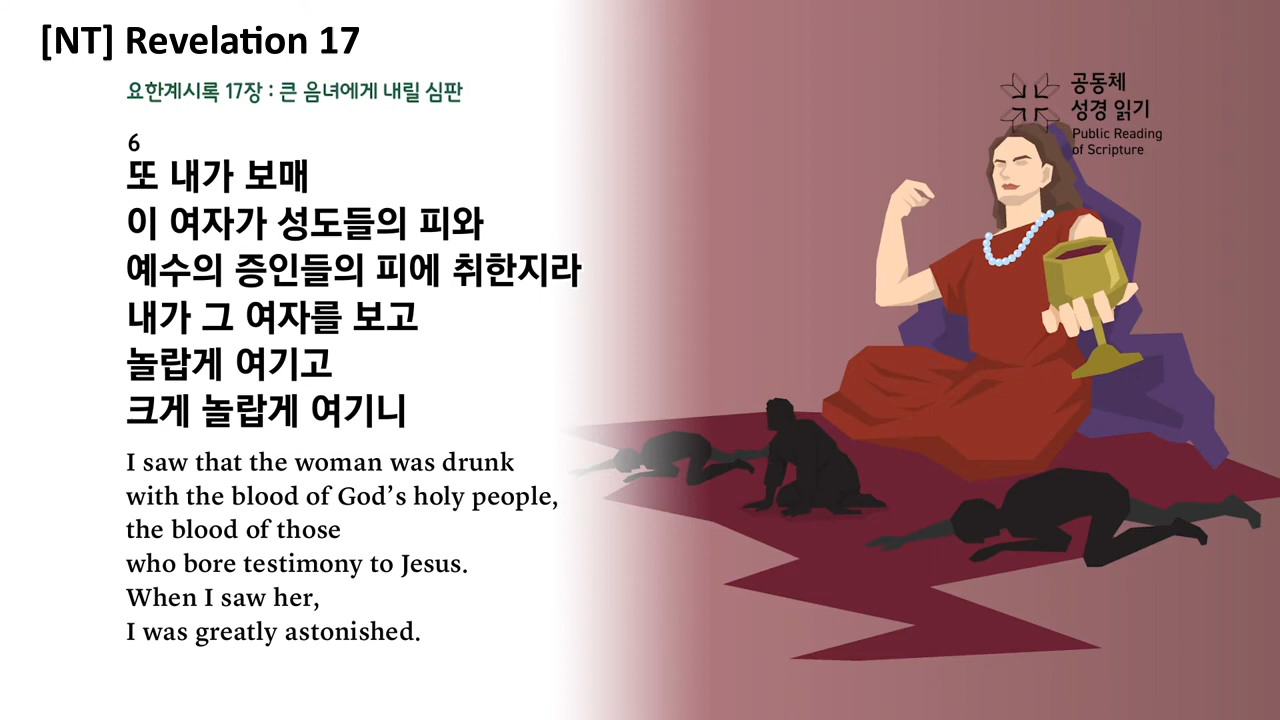 [NT] Revelation 17
요한계시록 17장 : 큰 음녀에게 내릴 심판
6
또 내가 보매
이 여자가 성도들의 피와
예수의 증인들의 피에 취한지라
내가 그 여자를 보고
놀랍게 여기고
크게 놀랍게 여기니
I saw that the woman was drunk
with the blood of God’s holy people,
the blood of those
who bore testimony to Jesus.
When I saw her,
I was greatly astonished.
공동체
성경 읽기
Public Reading
of Scripture